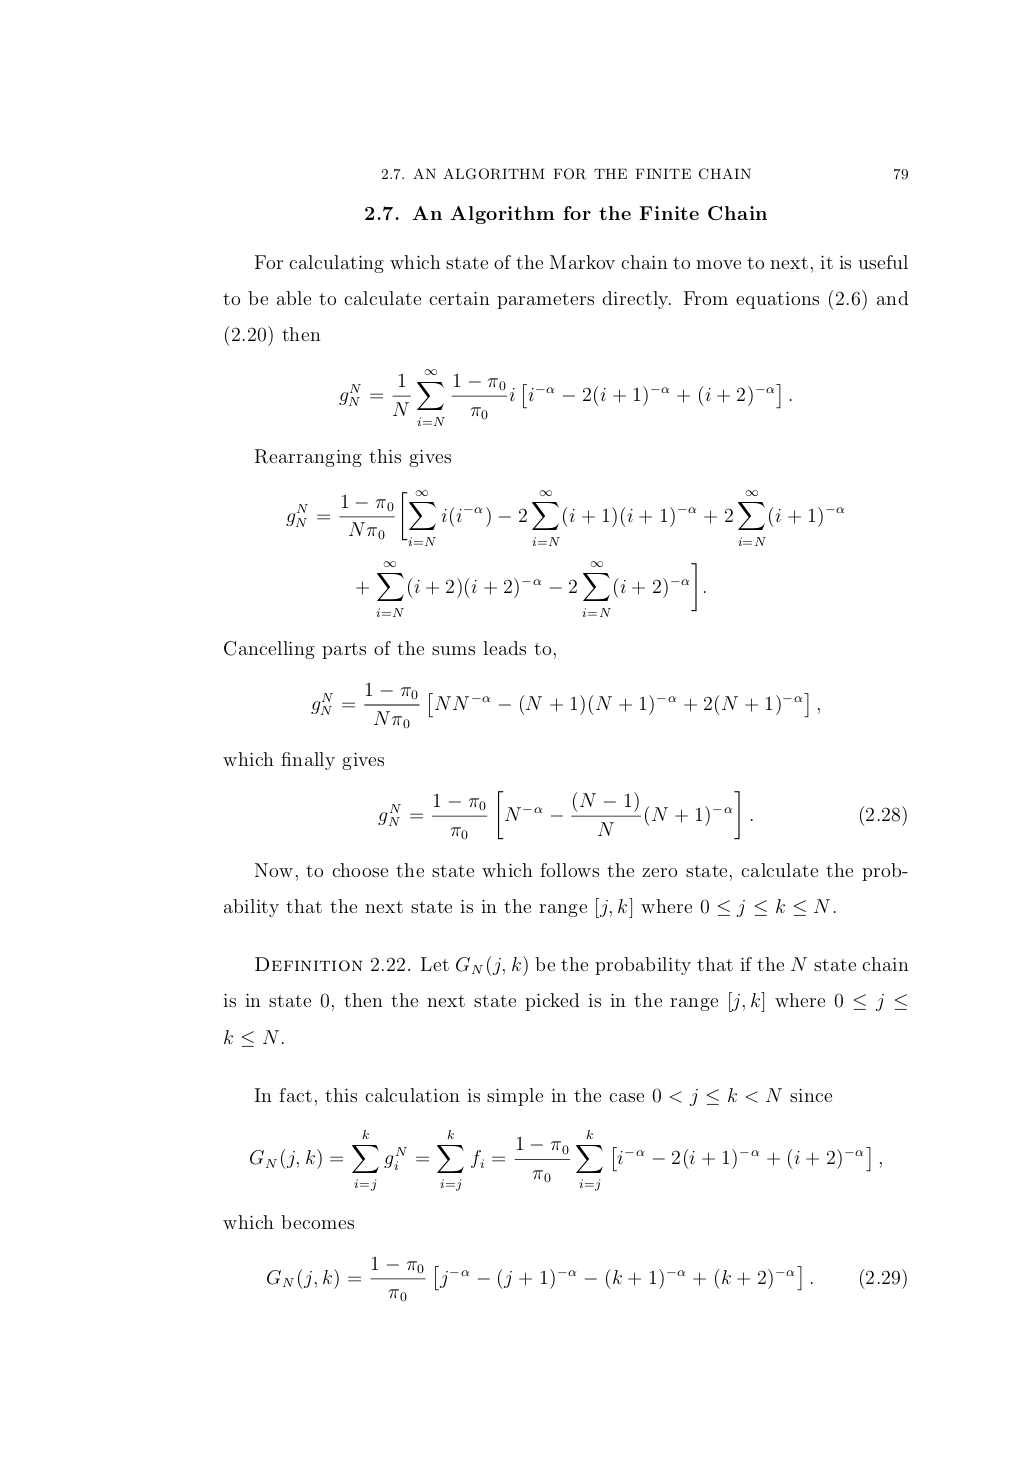 2.7. AN ALGORITHM FOR THE FINITE CHAIN 79
2.7. An Algorithm for the Finite Chain
For calculating which state of the Markov chain to move to next, it is useful
to be able to calculate certain parameters directly. From equations (2.6) and
(2.20) then
$g_N^N = \frac{1}{N} \sum_{i=N}^{\infty} \frac{1-\pi_0}{\pi_0} i \left[ i^{-\alpha} - 2(i+1)^{-\alpha} + (i+2)^{-\alpha} \right].$
Rearranging this gives
$g_N^N = \frac{1-\pi_0}{N\pi_0} \Bigg[ \sum_{i=N}^{\infty} i(i^{-\alpha}) - 2\sum_{i=N}^{\infty} (i+1)(i+1)^{-\alpha} + 2\sum_{i=N}^{\infty} (i+1)^{-\alpha}$
$+ \sum_{i=N}^{\infty} (i+2)(i+2)^{-\alpha} - 2\sum_{i=N}^{\infty} (i+2)^{-\alpha} \Bigg].$
Cancelling parts of the sums leads to,
$g_N^N = \frac{1-\pi_0}{N\pi_0} \left[ NN^{-\alpha} - (N+1)(N+1)^{-\alpha} + 2(N+1)^{-\alpha} \right],$
which finally gives
$g_N^N = \frac{1-\pi_0}{\pi_0} \left[ N^{-\alpha} - \frac{(N-1)}{N} (N+1)^{-\alpha} \right].$ (2.28)
Now, to choose the state which follows the zero state, calculate the prob-
ability that the next state is in the range $[j, k]$ where $0 \leq j \leq k \leq N$.
DEFINITION 2.22. Let $G_N(j, k)$ be the probability that if the $N$ state chain
is in state 0, then the next state picked is in the range $[j, k]$ where $0 \leq j \leq$
$k \leq N$.
In fact, this calculation is simple in the case $0 < j \leq k < N$ since
$G_N(j, k) = \sum_{i=j}^{k} g_i^N = \sum_{i=j}^{k} f_i = \frac{1-\pi_0}{\pi_0} \sum_{i=j}^{k} \left[ i^{-\alpha} - 2(i+1)^{-\alpha} + (i+2)^{-\alpha} \right],$
which becomes
$G_N(j, k) = \frac{1-\pi_0}{\pi_0} \left[ j^{-\alpha} - (j+1)^{-\alpha} - (k+1)^{-\alpha} + (k+2)^{-\alpha} \right].$ (2.29)